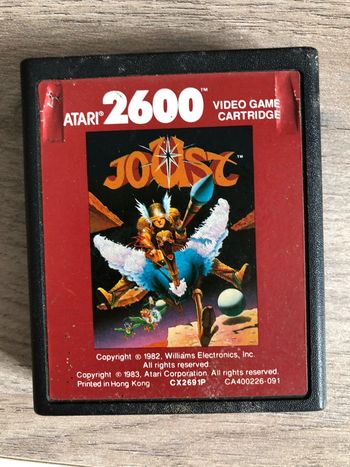 ATARI® 2600™ VIDEO GAME
CARTRIDGE
JOUST™
Copyright © 1982, Williams Electronics, Inc.
All rights reserved
Copyright © 1983, Atari Corporation. All rights reserved.
Printed in Hong Kong CX2691P CA400226-091